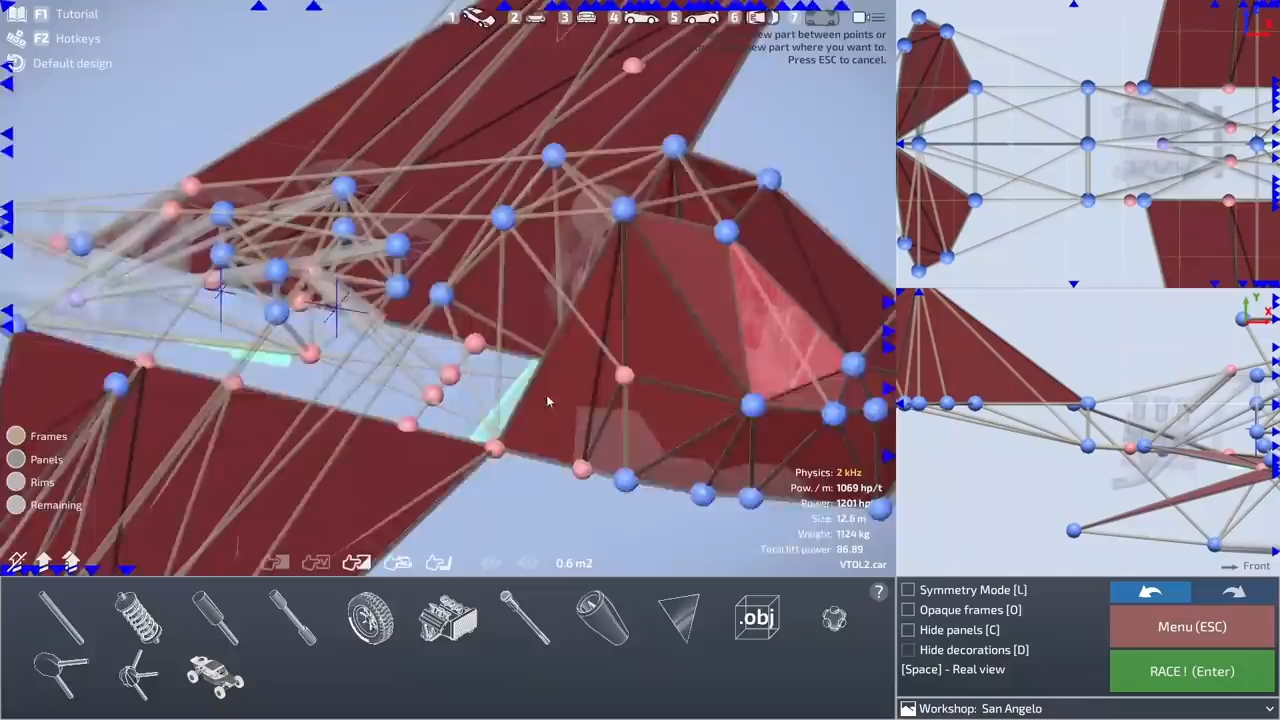 F1 Tutorial
F2 Hotkeys
Default design
1 2 3 4 5 6 7
new part between points or
new part where you want to.
Press ESC to cancel.
Frames
Panels
Rims
Remaining
Physics: 2 kHz
Pow. / m: 1069 hp/t
Power: 1201 hp
Size: 12.6 m
Weight: 1124 kg
Total lift power: 86.89
VTOL2.car
0.6 m2
Y
X
Front
?
.obj
Symmetry Mode [L]
Opaque frames [O]
Hide panels [C]
Hide decorations [D]
[Space] - Real view
Menu (ESC)
RACE! (Enter)
Workshop: San Angelo